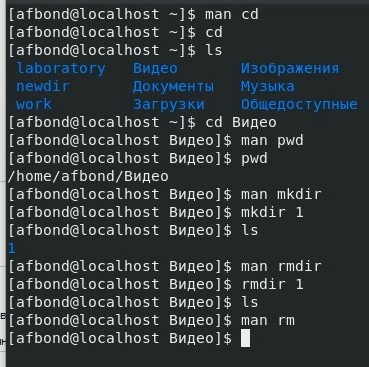 [afbond@localhost ~]$ man cd
[afbond@localhost ~]$ cd
[afbond@localhost ~]$ ls
laboratory Видео Изображения
newdir Документы Музыка
work Загрузки Общедоступные
[afbond@localhost ~]$ cd Видео
[afbond@localhost Видео]$ man pwd
[afbond@localhost Видео]$ pwd
/home/afbond/Видео
[afbond@localhost Видео]$ man mkdir
[afbond@localhost Видео]$ mkdir 1
[afbond@localhost Видео]$ ls
1
[afbond@localhost Видео]$ man rmdir
[afbond@localhost Видео]$ rmdir 1
[afbond@localhost Видео]$ ls
[afbond@localhost Видео]$ man rm
[afbond@localhost Видео]$